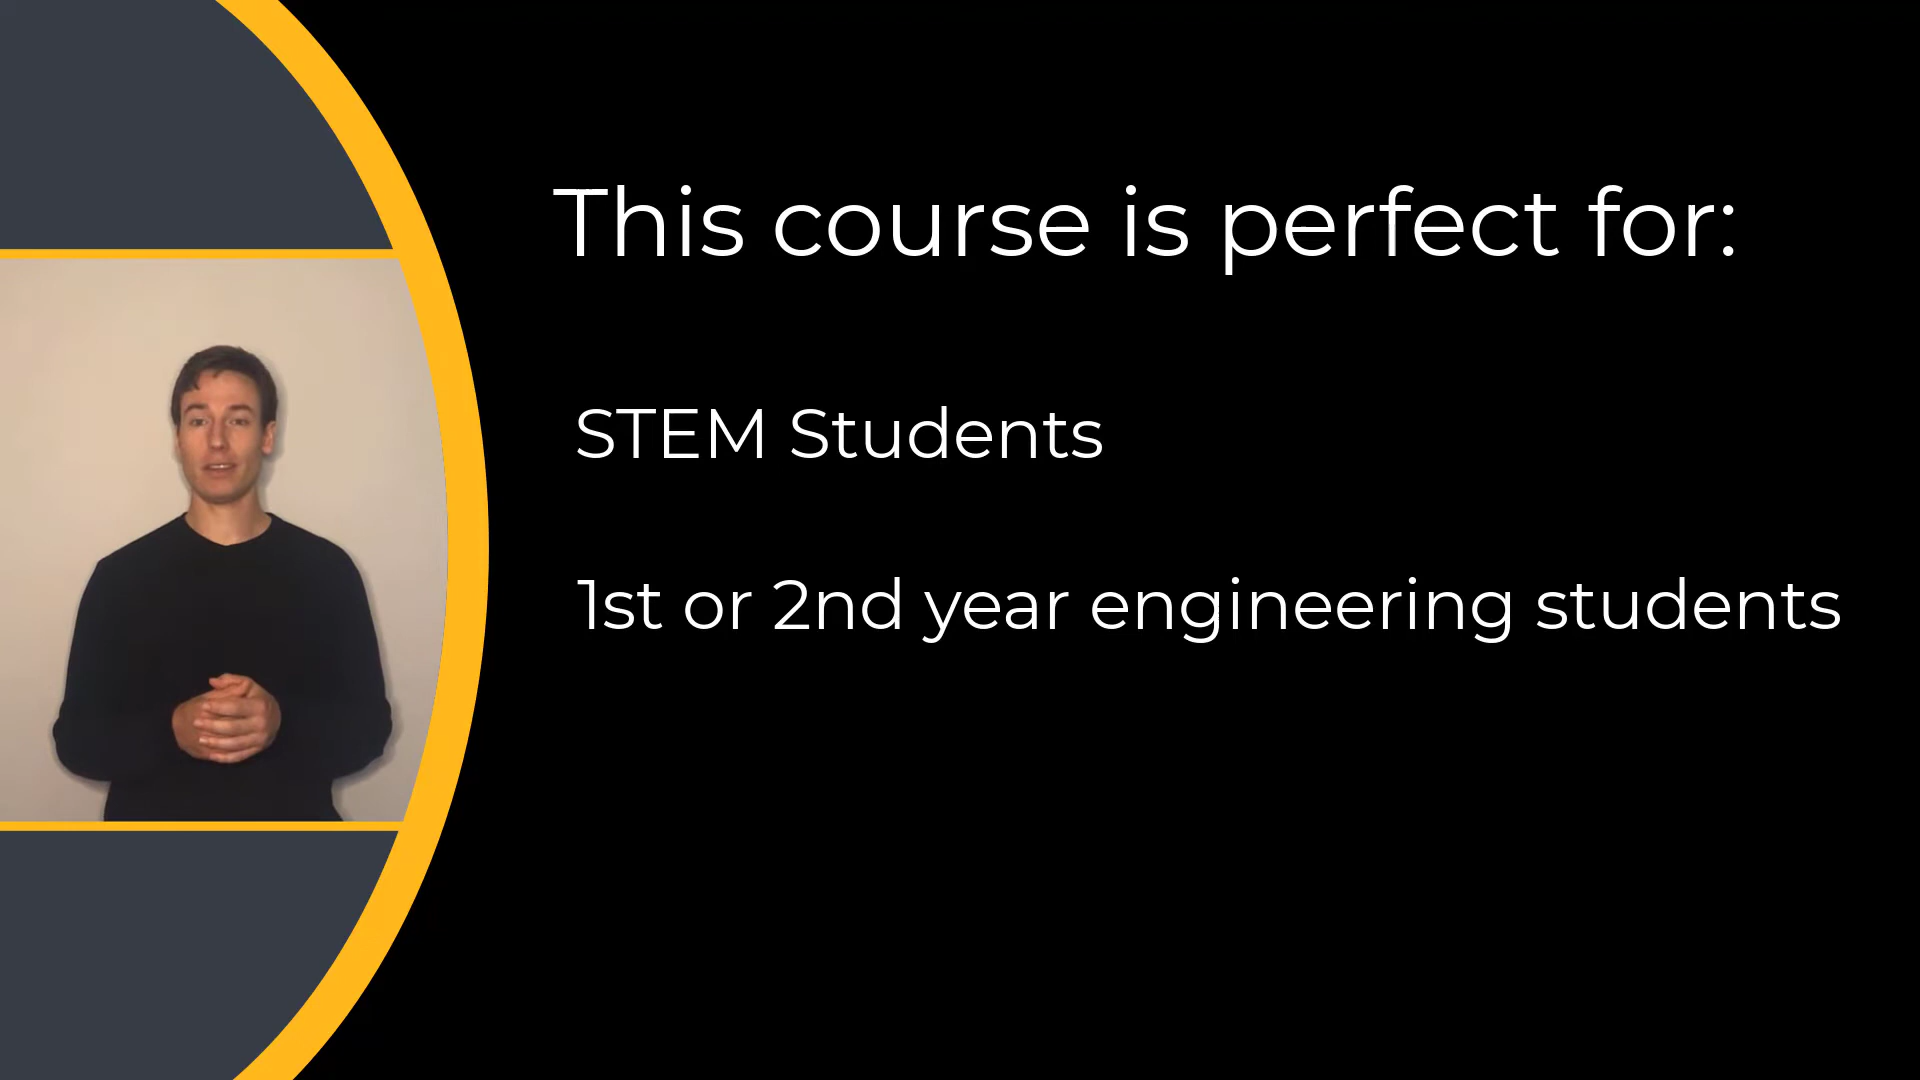 This course is perfect for:
STEM Students
1st or 2nd year engineering students